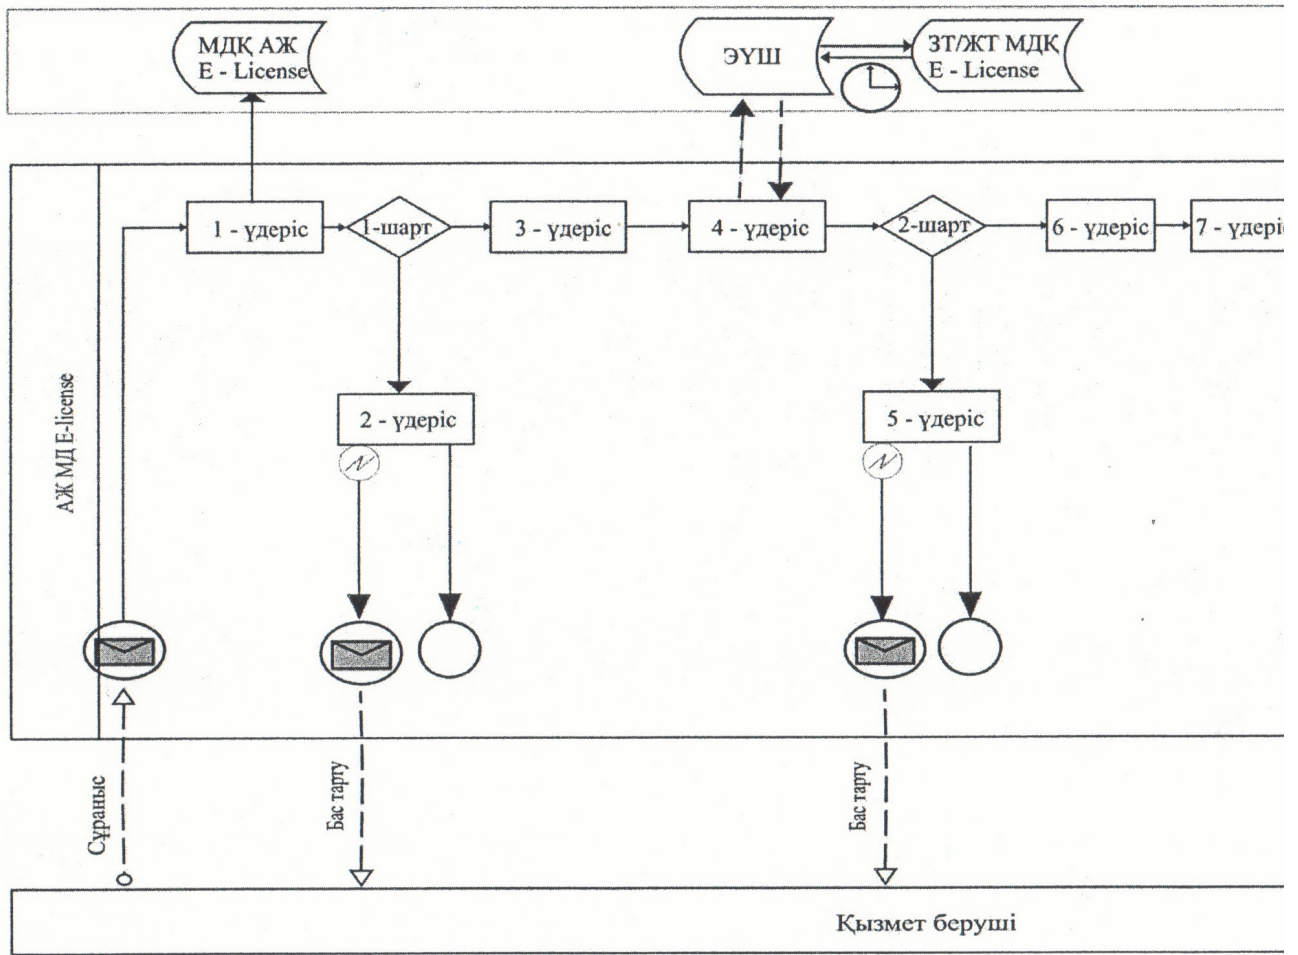 МДҚ АЖ
E - License
ЭҮШ
ЗТ/ЖТ МДҚ
E - License
1 - үдеріс
1-шарт
3 - үдеріс
4 - үдеріс
2-шарт
6 - үдеріс
7 - үдері
2 - үдеріс
5 - үдеріс
АЖ МД E-license
Сұраныс
Бас тарту
Бас тарту
Қызмет беруші